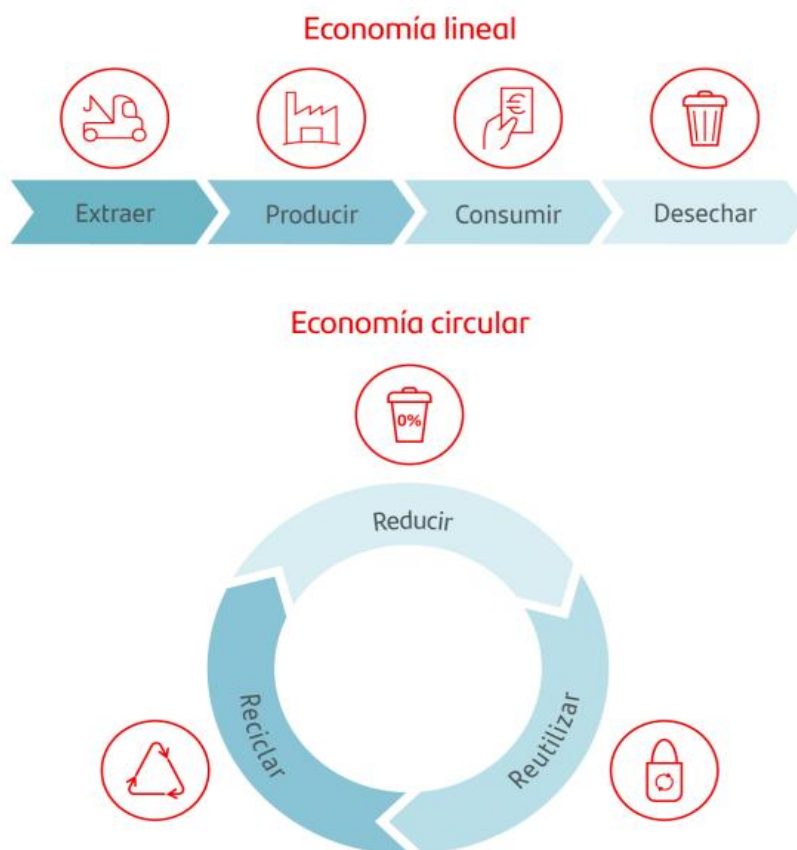 Economía lineal
€
Extraer
Producir
Consumir
Desechar
Economía circular
0%
Reducir
Reutilizar
Reciclar